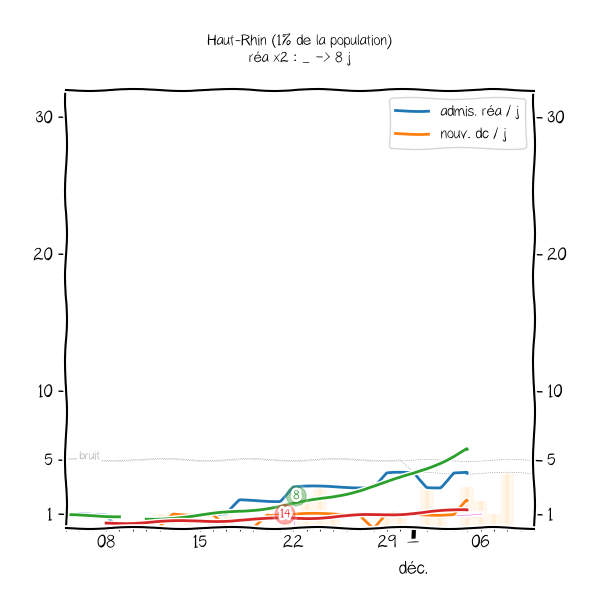 Haut-Rhin (1% de la population)
réa x2 : _ -> 8 j
admis. réa / j
nouv. dc / j
30
30
20
20
10
10
5
bruit
5
8
14
1
1
08
15
22
29
06
déc.